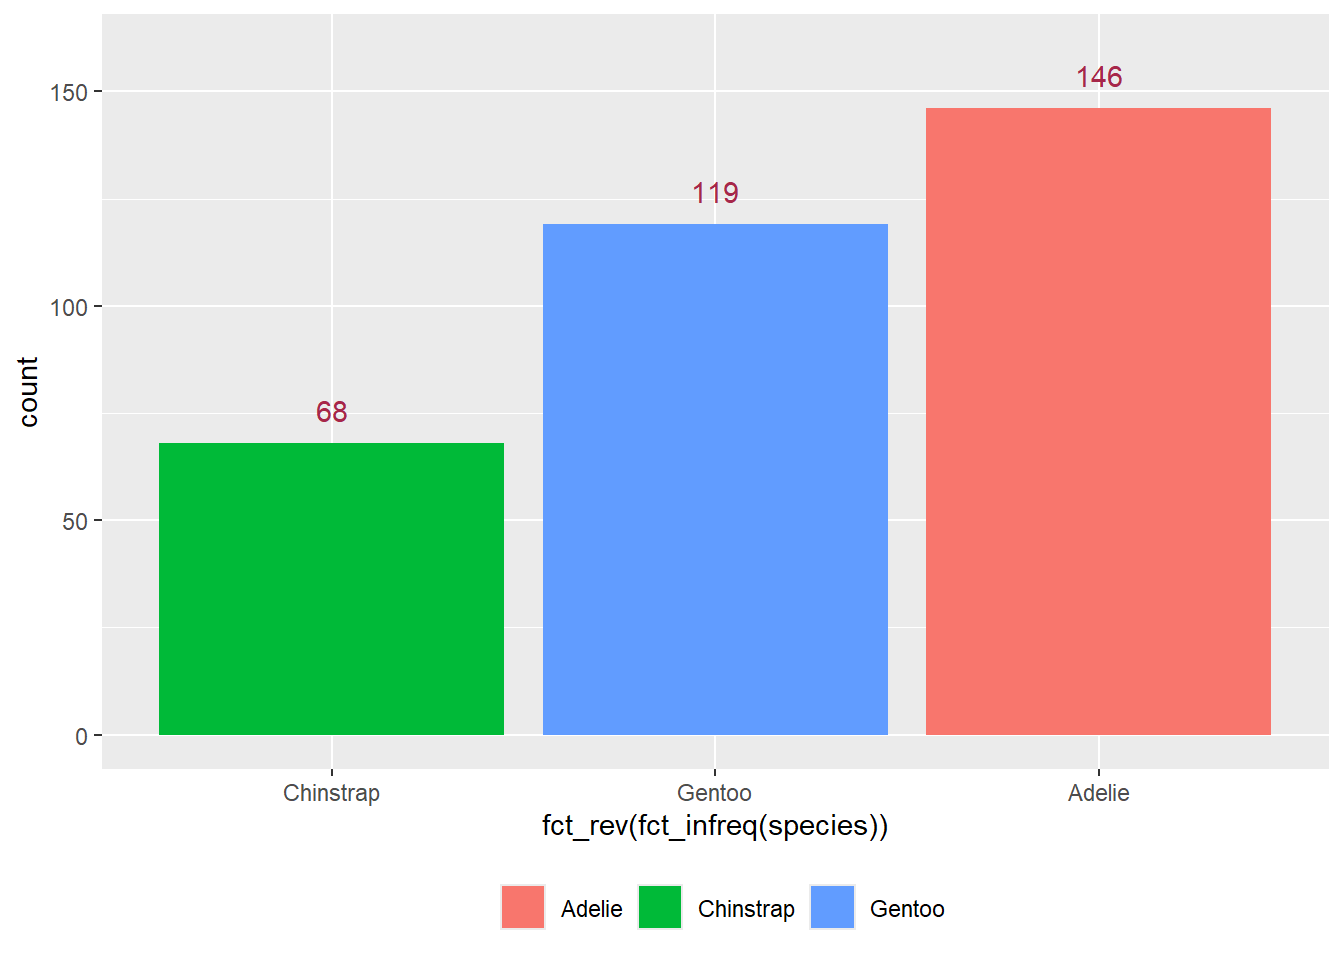 146
150
119
100
count
68
50
0
Chinstrap Gentoo Adelie
fct_rev(fct_infreq(species))
Adelie Chinstrap Gentoo